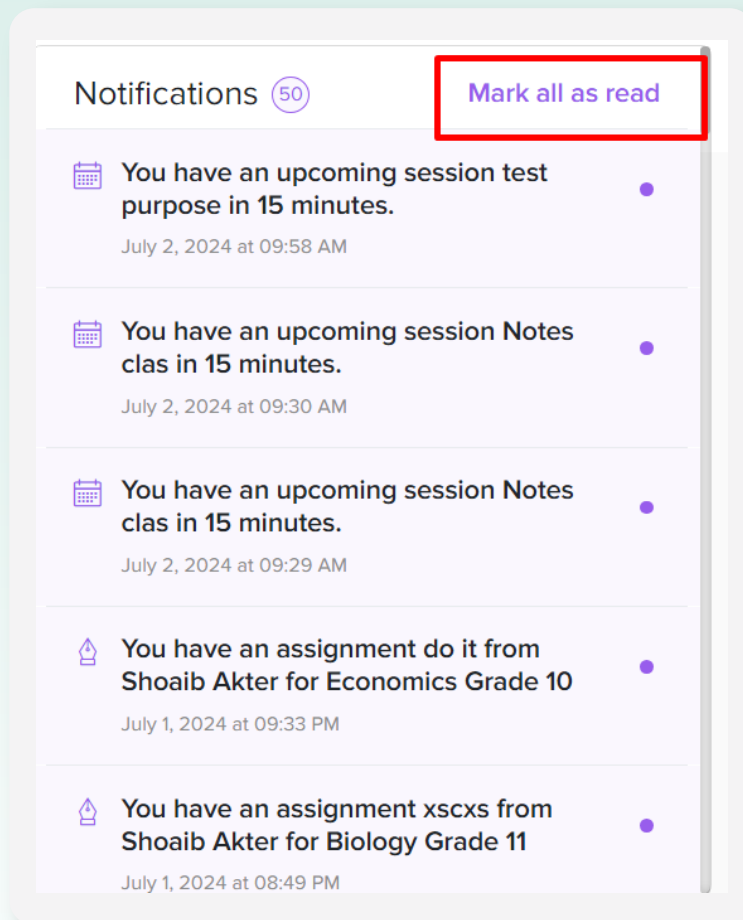 Notifications 50 Mark all as read
You have an upcoming session test
purpose in 15 minutes.
July 2, 2024 at 09:58 AM
You have an upcoming session Notes
clas in 15 minutes.
July 2, 2024 at 09:30 AM
You have an upcoming session Notes
clas in 15 minutes.
July 2, 2024 at 09:29 AM
You have an assignment do it from
Shoaib Akter for Economics Grade 10
July 1, 2024 at 09:33 PM
You have an assignment xscxs from
Shoaib Akter for Biology Grade 11
July 1, 2024 at 08:49 PM